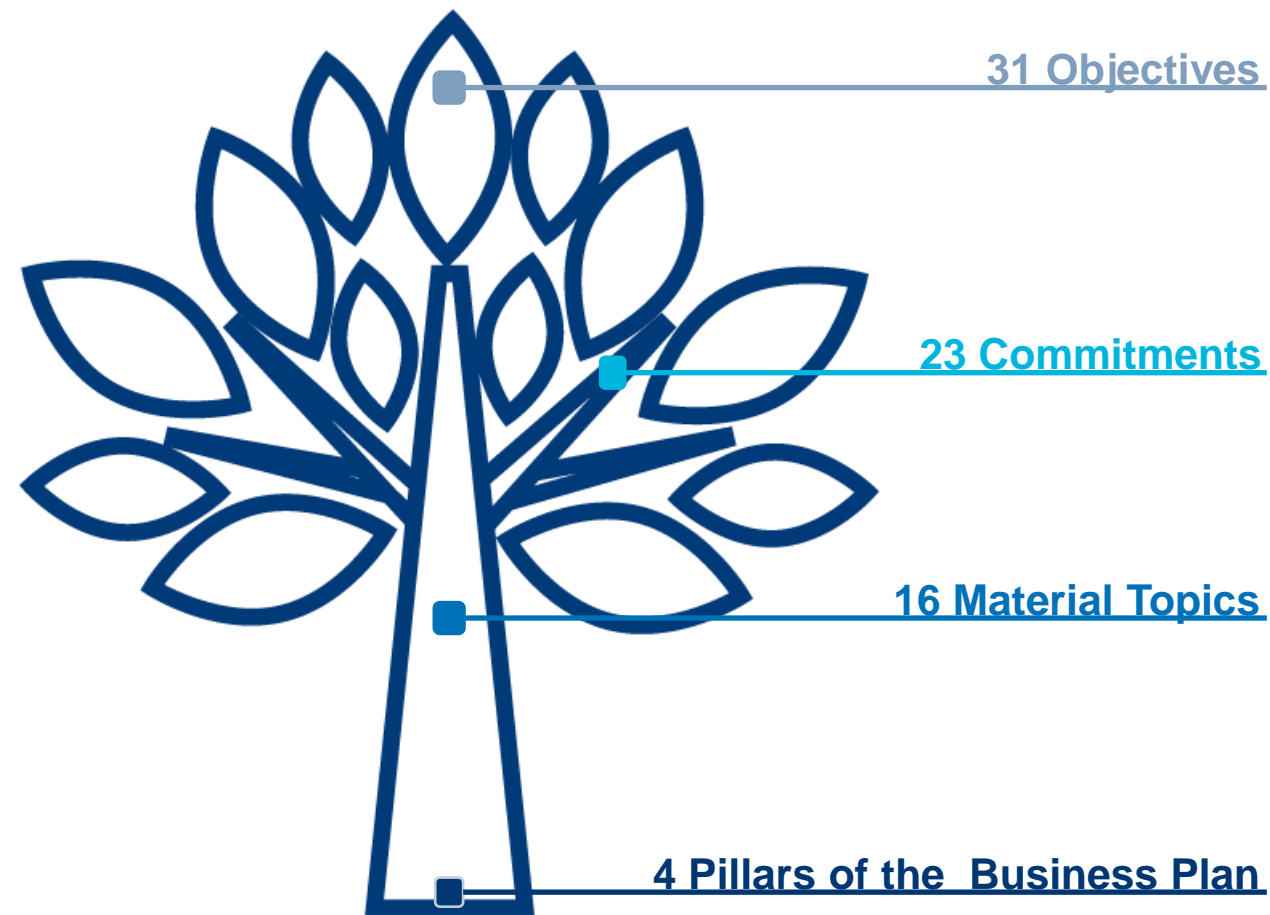 31 Objectives
23 Commitments
16 Material Topics
4 Pillars of the  Business Plan